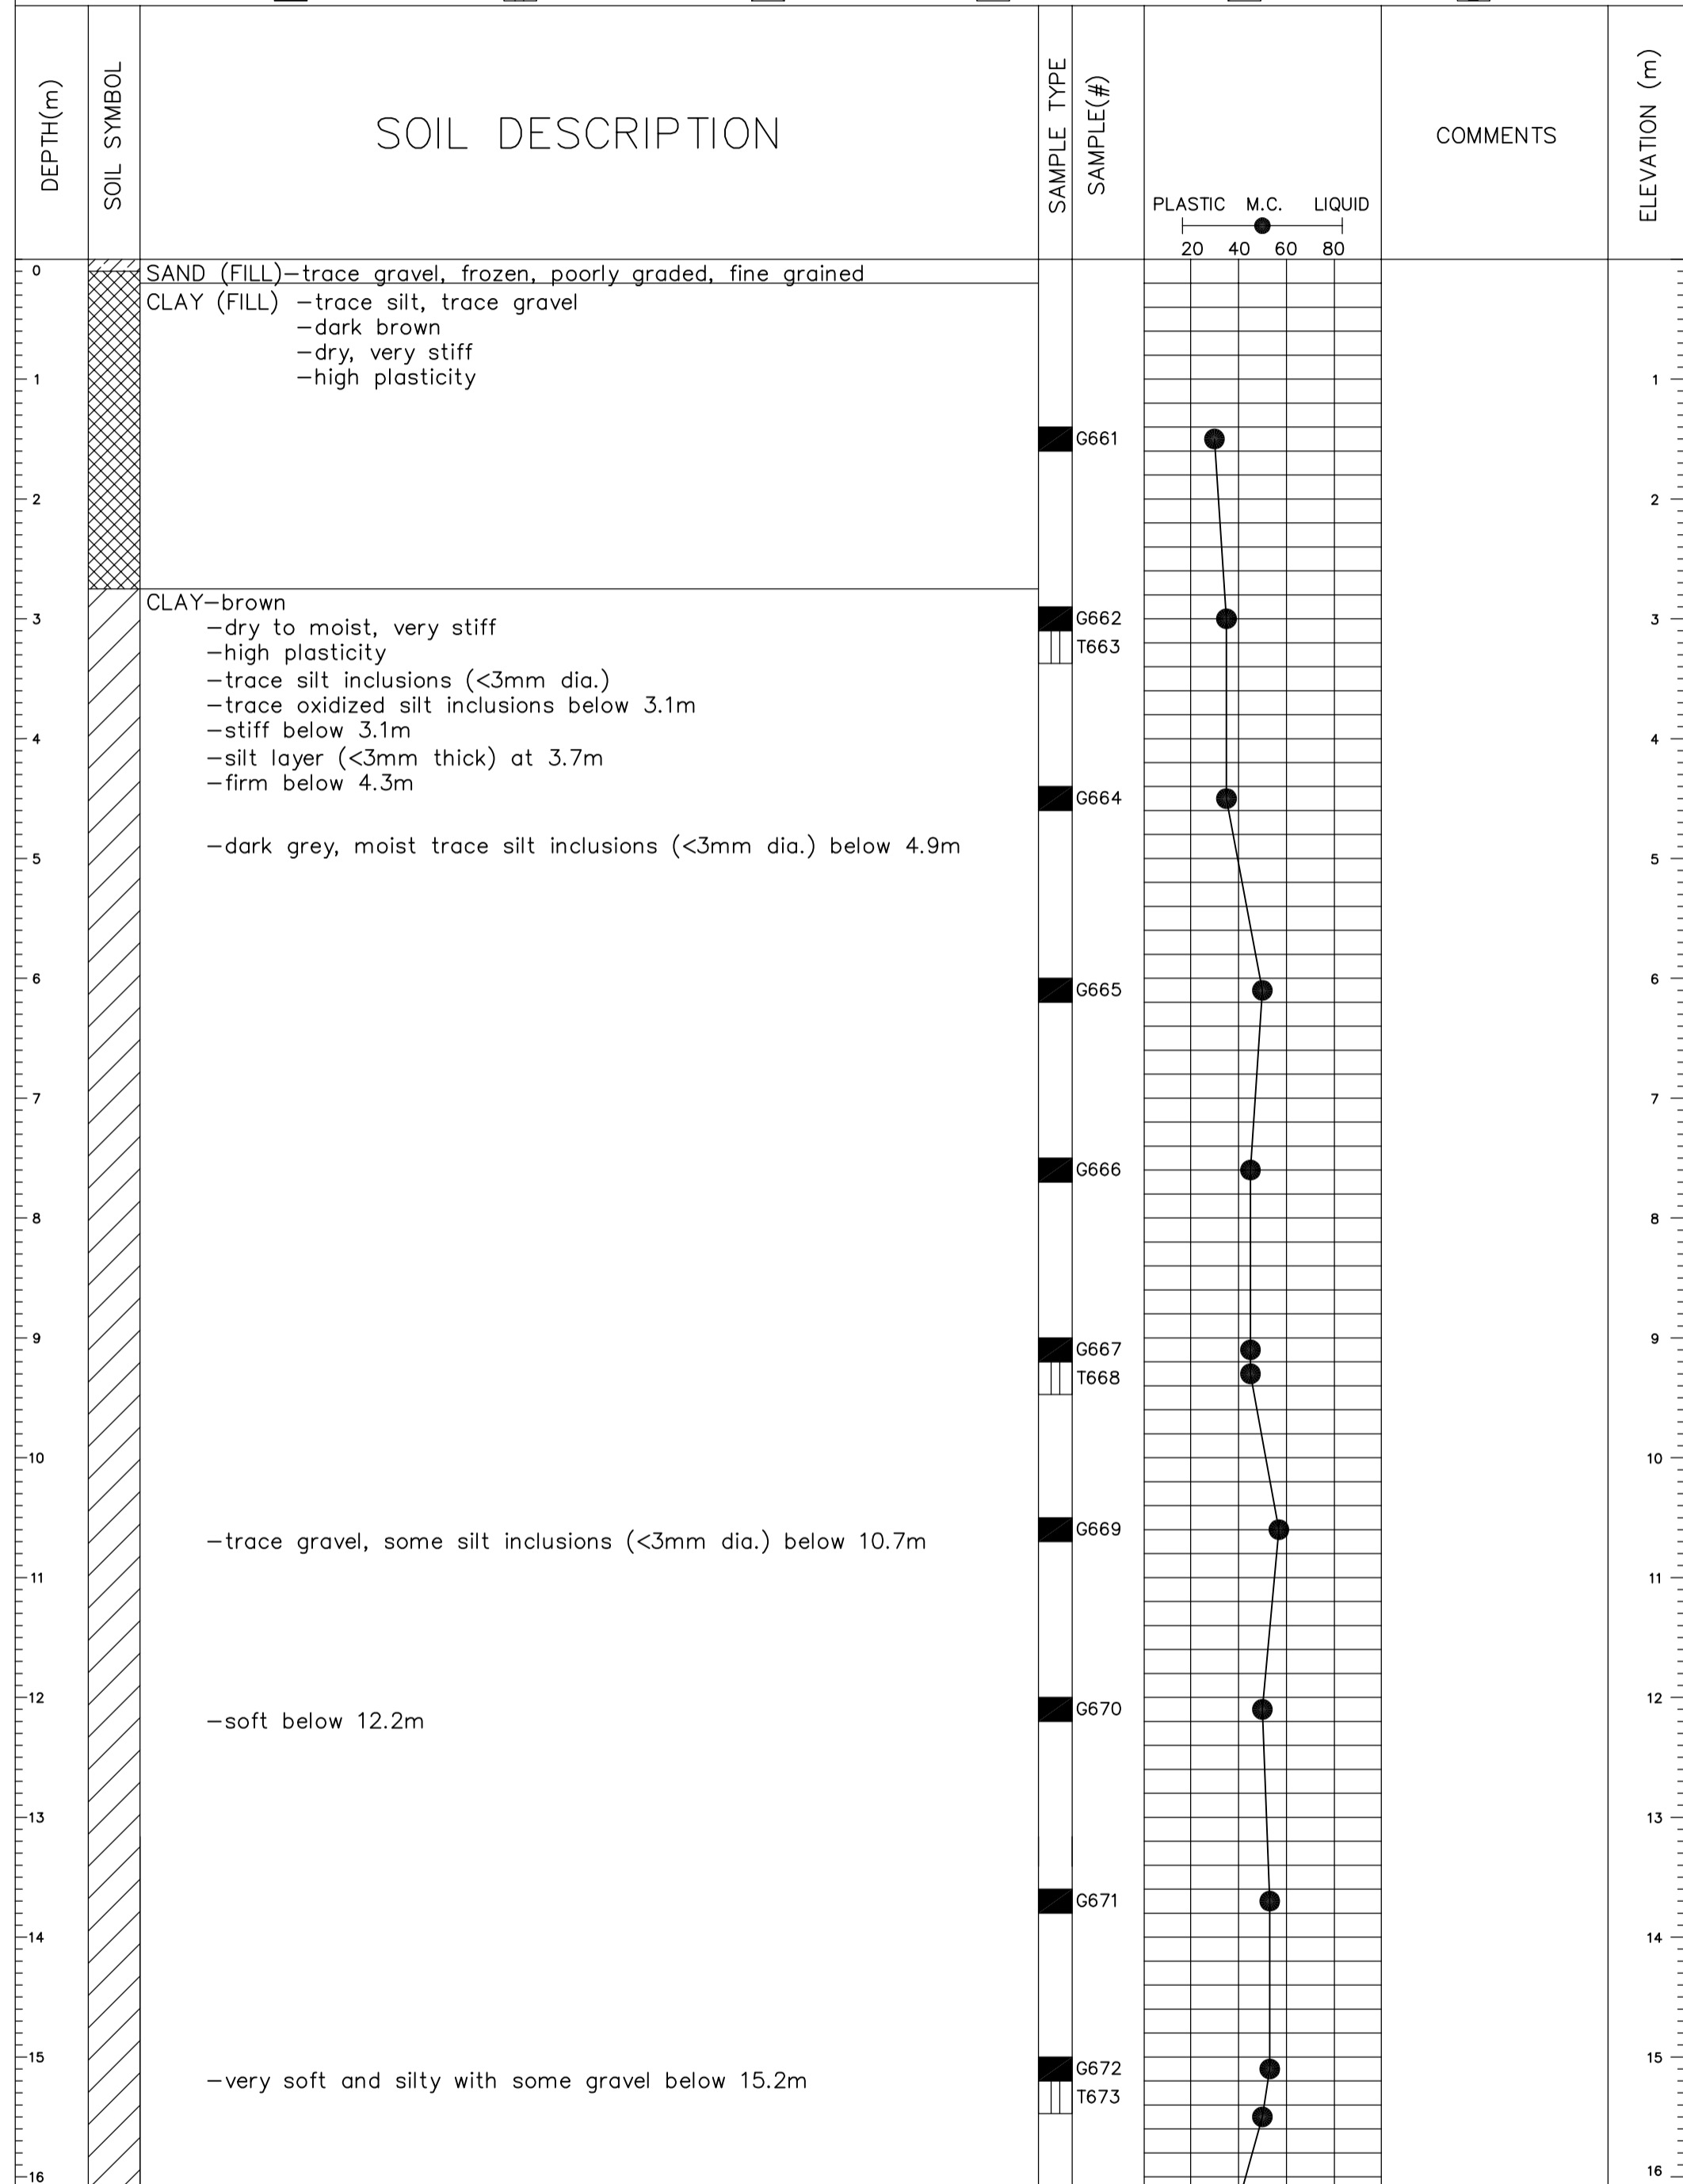 DEPTH(m)
SOIL SYMBOL
SOIL DESCRIPTION
SAMPLE TYPE
SAMPLE(#)
PLASTIC M.C. LIQUID
20 40 60 80
COMMENTS
ELEVATION (m)
0
SAND (FILL)—trace gravel, frozen, poorly graded, fine grained
CLAY (FILL) —trace silt, trace gravel
—dark brown
—dry, very stiff
1 —high plasticity 1
G661
2 2
CLAY—brown
3 G662 3
—dry to moist, very stiff
—high plasticity T663
—trace silt inclusions (<3mm dia.)
—trace oxidized silt inclusions below 3.1m
—stiff below 3.1m
4 4
—silt layer (<3mm thick) at 3.7m
—firm below 4.3m
G664
—dark grey, moist trace silt inclusions (<3mm dia.) below 4.9m
5 5
6 6
G665
7 7
G666
8 8
9 9
G667
T668
10 10
G669
—trace gravel, some silt inclusions (<3mm dia.) below 10.7m
11 11
12 12
G670
—soft below 12.2m
13 13
G671
14 14
15 15
G672
—very soft and silty with some gravel below 15.2m
T673
16 16